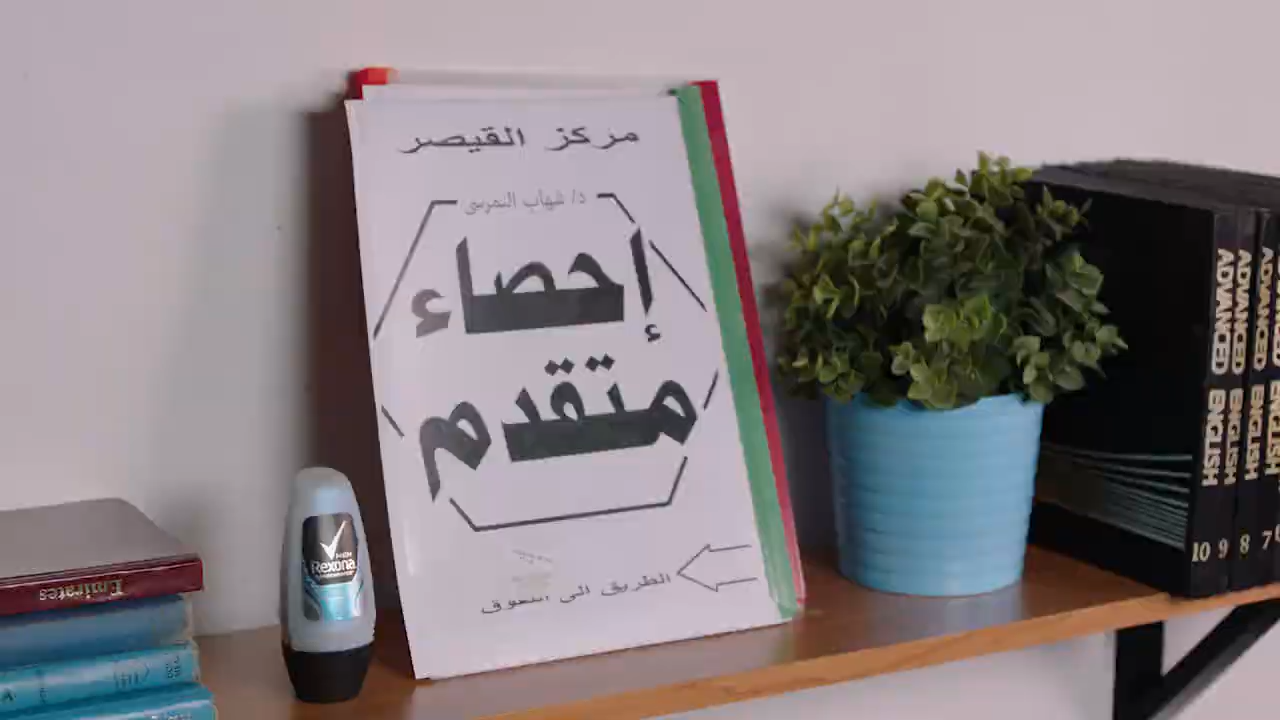 مركز القيصر
د/ شهاب النمرسى
إحصاء
متقدم
الطريق الى التفوق
Emirates
MEN
Rexona
ADVANCED ENGLISH 10
ADVANCED ENGLISH 9
ADVANCED ENGLISH 8
ADVANCED ENGLISH 7